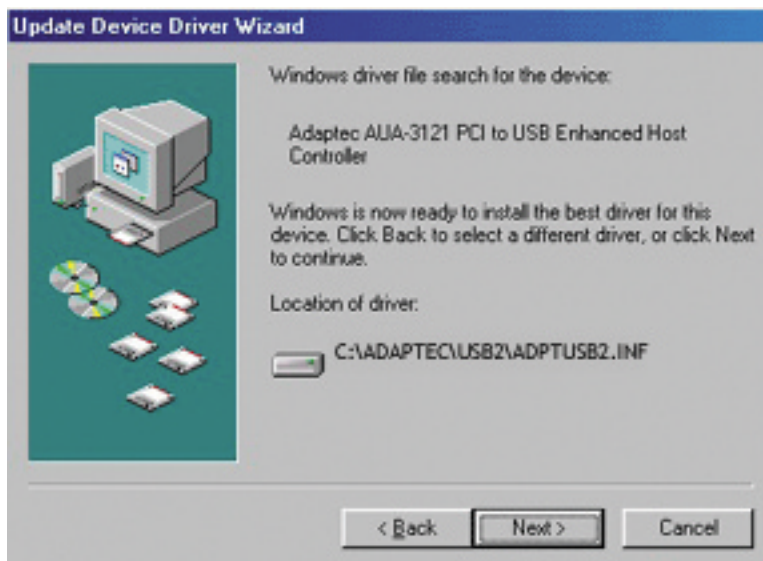 Update Device Driver Wizard
Windows driver file search for the device:
Adaptec AUA-3121 PCI to USB Enhanced Host
Controller
Windows is now ready to install the best driver for this
device. Click Back to select a different driver, or click Next
to continue.
Location of driver:
C:\ADAPTEC\USB2\ADPTUSB2.INF
< Back
Next >
Cancel